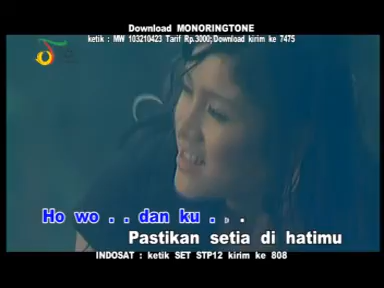 Download MONORINGTONE
ketik : MW 103210423 Tarif Rp.3000;Download kirim ke 7475
Ho wo . . dan ku . . .
Pastikan setia di hatimu
INDOSAT : ketik SET STP12 kirim ke 808